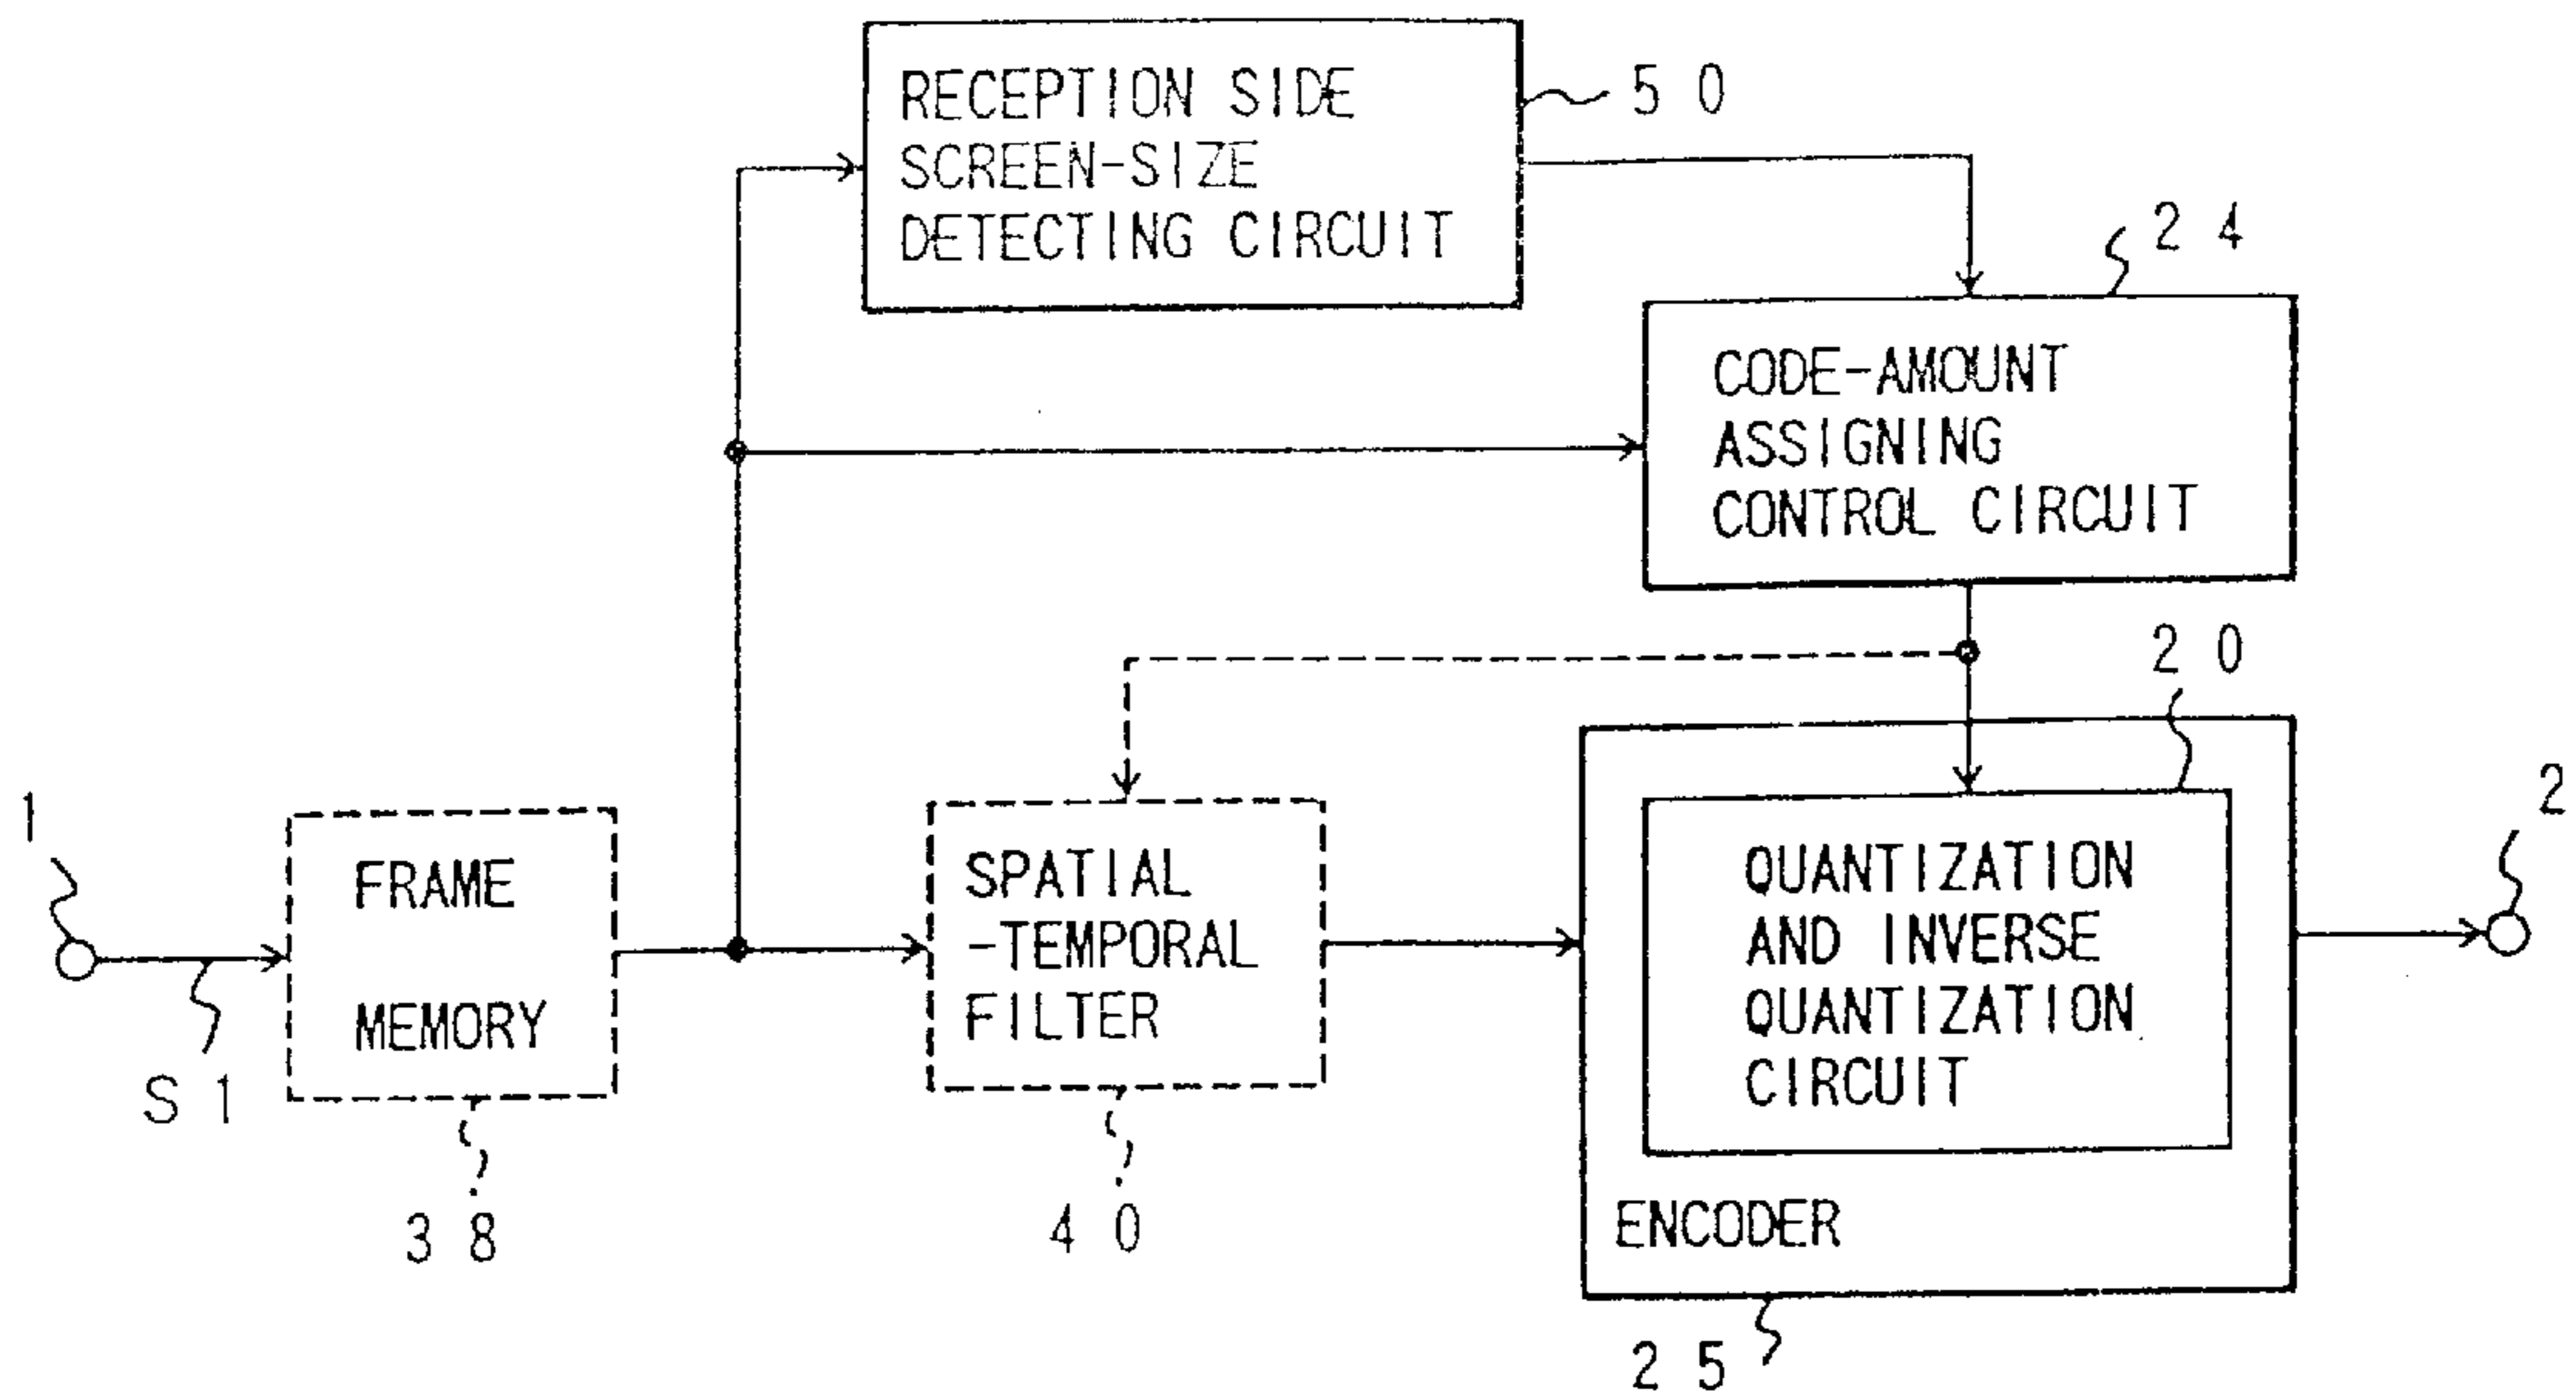 RECEPTION SIDE
SCREEN-SIZE
DETECTING CIRCUIT
50
24
CODE-AMOUNT
ASSIGNING
CONTROL CIRCUIT
20
1
S1
FRAME
MEMORY
38
SPATIAL
-TEMPORAL
FILTER
40
QUANTIZATION
AND INVERSE
QUANTIZATION
CIRCUIT
ENCODER
25
2